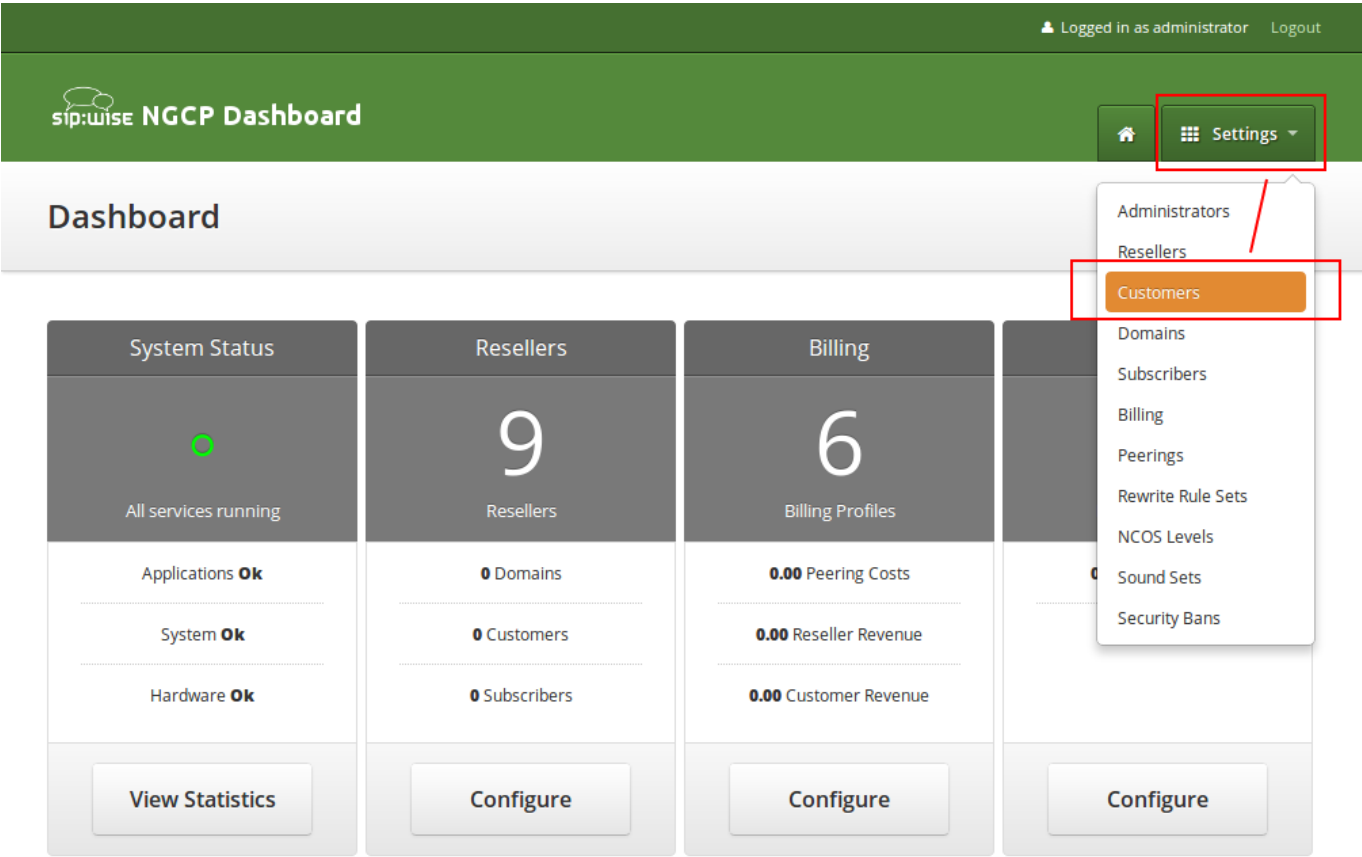 Logged in as administrator Logout
sip:wise NGCP Dashboard
Settings
Dashboard
Administrators
Resellers
Customers
Domains
Subscribers
Billing
Peerings
Rewrite Rule Sets
NCOS Levels
Sound Sets
Security Bans
System Status
All services running
Applications Ok
System Ok
Hardware Ok
View Statistics
Resellers
9
Resellers
0 Domains
0 Customers
0 Subscribers
Configure
Billing
6
Billing Profiles
0.00 Peering Costs
0.00 Reseller Revenue
0.00 Customer Revenue
Configure
Configure